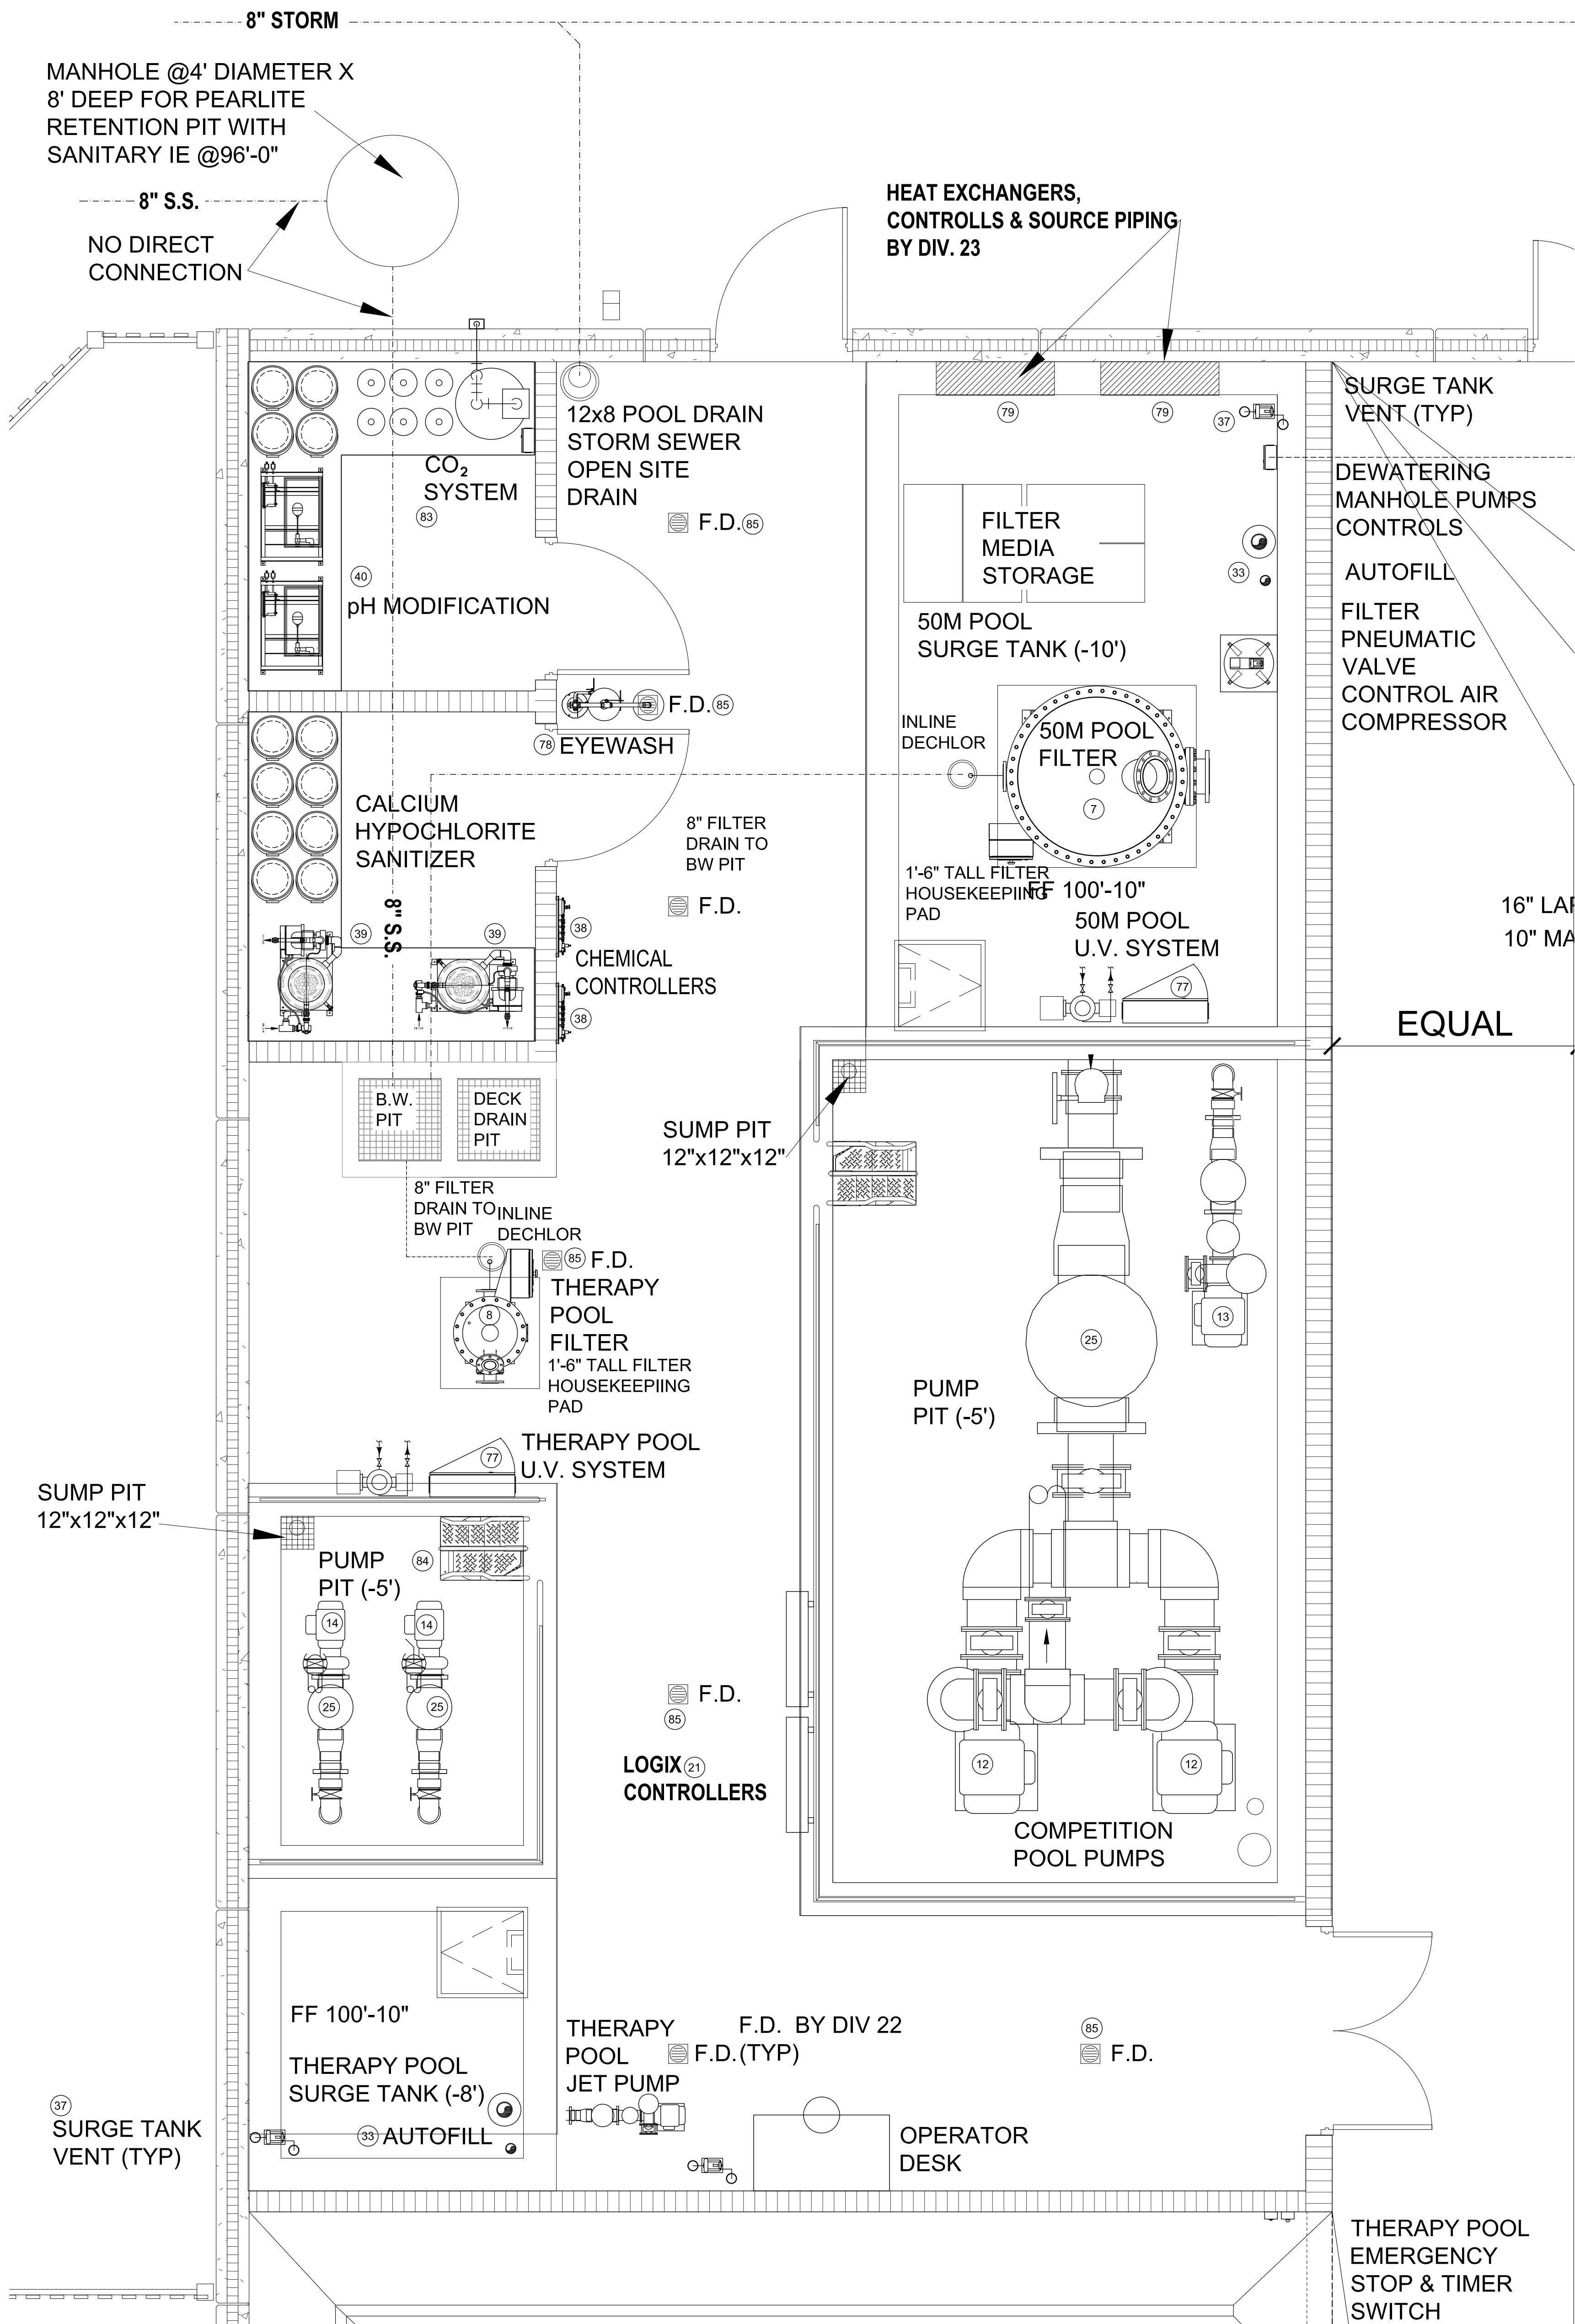 8" STORM
MANHOLE @4' DIAMETER X
8' DEEP FOR PEARLITE
RETENTION PIT WITH
SANITARY IE @96'-0"
8" S.S.
NO DIRECT
CONNECTION
HEAT EXCHANGERS,
CONTROLLS & SOURCE PIPING
BY DIV. 23
79
79
37
SURGE TANK
VENT (TYP)
12x8 POOL DRAIN
STORM SEWER
OPEN SITE
DRAIN
CO₂
SYSTEM
83
F.D.
85
DEWATERING
MANHOLE PUMPS
CONTROLS
FILTER
MEDIA
STORAGE
33
AUTOFILL
40
pH MODIFICATION
50M POOL
SURGE TANK (-10')
FILTER
PNEUMATIC
VALVE
CONTROL AIR
COMPRESSOR
F.D.
85
78
EYEWASH
INLINE
DECHLOR
50M POOL
FILTER
7
CALCIUM
HYPOCHLORITE
SANITIZER
8" FILTER
DRAIN TO
BW PIT
1'-6" TALL FILTER
HOUSEKEEPIING
PAD
FF 100'-10"
F.D.
8" S.S.
39
39
38
CHEMICAL
CONTROLLERS
38
50M POOL
U.V. SYSTEM
77
16" LAP
10" MA
EQUAL
B.W.
PIT
DECK
DRAIN
PIT
SUMP PIT
12"x12"x12"
8" FILTER
DRAIN TO
BW PIT
INLINE
DECHLOR
85
F.D.
THERAPY
POOL
FILTER
8
1'-6" TALL FILTER
HOUSEKEEPIING
PAD
13
25
PUMP
PIT (-5')
THERAPY POOL
U.V. SYSTEM
77
SUMP PIT
12"x12"x12"
PUMP
PIT (-5')
84
14
14
25
25
F.D.
85
LOGIX
CONTROLLERS
21
12
12
COMPETITION
POOL PUMPS
FF 100'-10"
THERAPY POOL
SURGE TANK (-8')
33
AUTOFILL
37
SURGE TANK
VENT (TYP)
THERAPY
POOL
JET PUMP
F.D. BY DIV 22
F.D. (TYP)
85
F.D.
OPERATOR
DESK
THERAPY POOL
EMERGENCY
STOP & TIMER
SWITCH